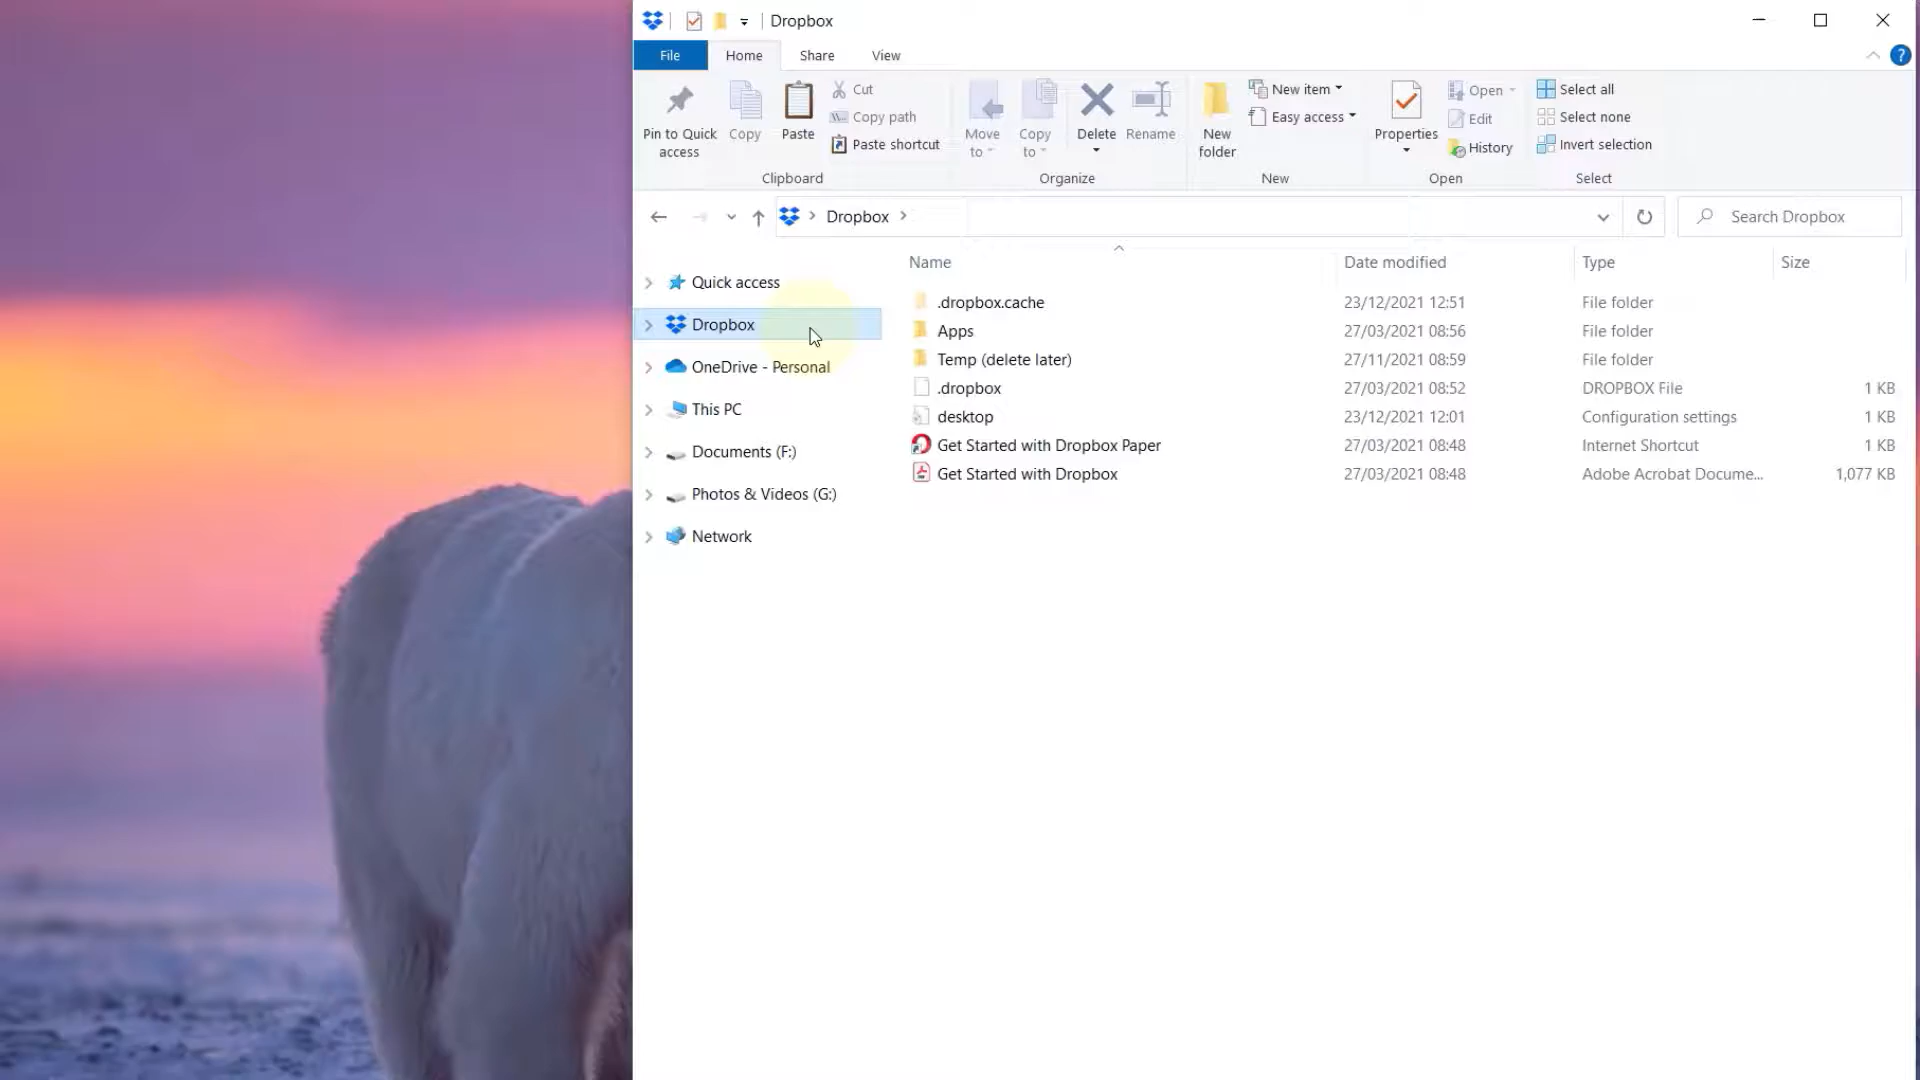 Dropbox
File Home Share View
Pin to Quick access
Copy
Paste
Cut
Copy path
Paste shortcut
Clipboard
Move to
Copy to
Delete
Rename
Organize
New folder
New item
Easy access
New
Properties
Open
Edit
History
Open
Select all
Select none
Invert selection
Select
Dropbox
Search Dropbox
Quick access
Dropbox
OneDrive - Personal
This PC
Documents (F:)
Photos & Videos (G:)
Network
Name Date modified Type Size
.dropbox.cache 23/12/2021 12:51 File folder
Apps 27/03/2021 08:56 File folder
Temp (delete later) 27/11/2021 08:59 File folder
.dropbox 27/03/2021 08:52 DROPBOX File 1 KB
desktop 23/12/2021 12:01 Configuration settings 1 KB
Get Started with Dropbox Paper 27/03/2021 08:48 Internet Shortcut 1 KB
Get Started with Dropbox 27/03/2021 08:48 Adobe Acrobat Docume... 1,077 KB